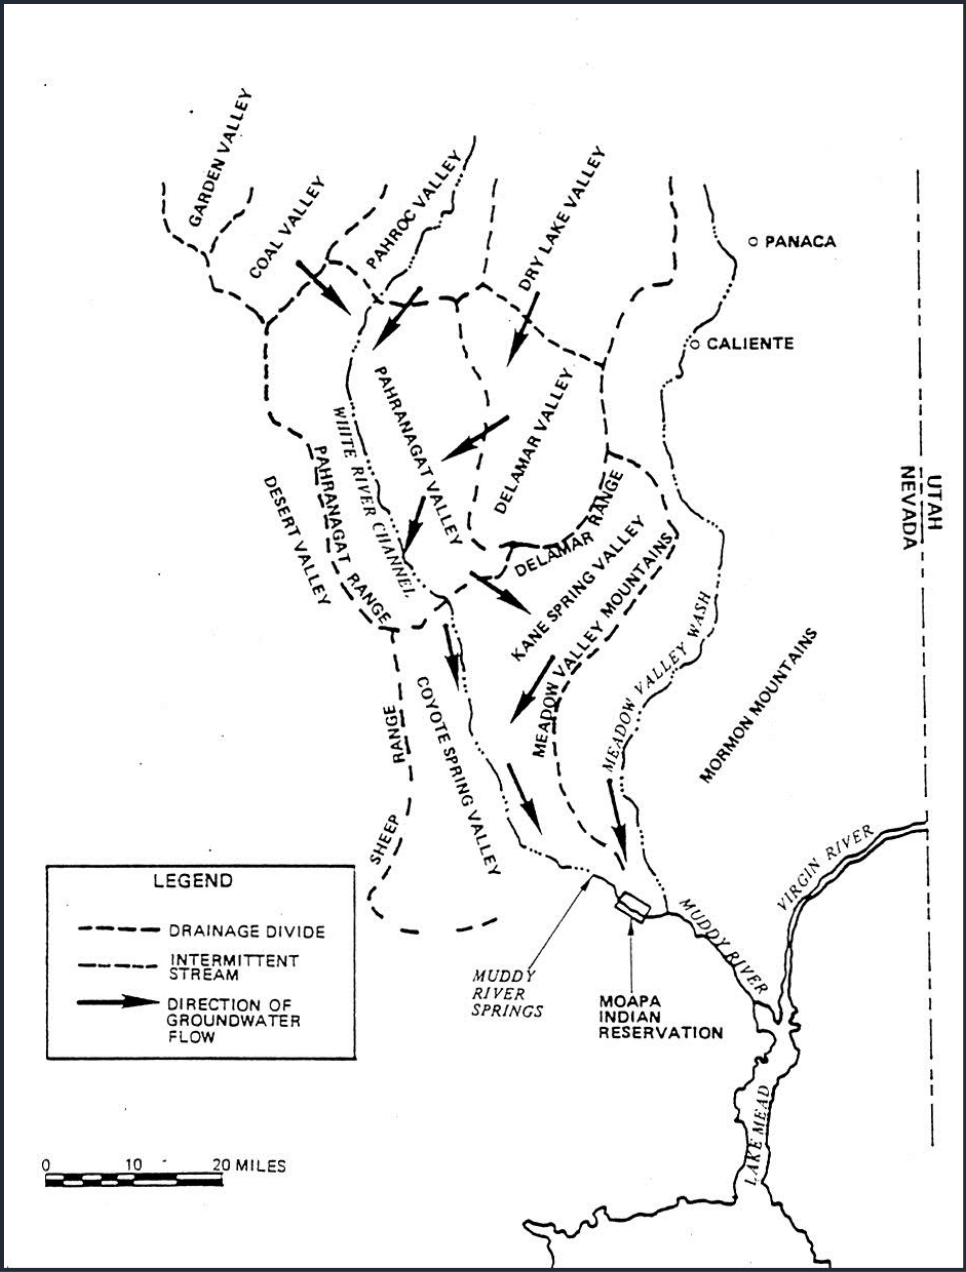 GARDEN VALLEY
COAL VALLEY
PAHROC VALLEY
DRY LAKE VALLEY
PANACA
CALIENTE
PAHRANAGAT VALLEY
WHITE RIVER CHANNEL
DELAMAR VALLEY
PAHRANAGAT RANGE
DESERT VALLEY
DELAMAR RANGE
KANE SPRING VALLEY
MEADOW VALLEY MOUNTAINS
MEADOW VALLEY WASH
UTAH
NEVADA
MORMON MOUNTAINS
COYOTE SPRING VALLEY
SHEEP RANGE
VIRGIN RIVER
MUDDY RIVER
MUDDY
RIVER
SPRINGS
MOAPA
INDIAN
RESERVATION
LAKE MEAD
LEGEND
DRAINAGE DIVIDE
INTERMITTENT
STREAM
DIRECTION OF
GROUNDWATER
FLOW
0 10 20 MILES